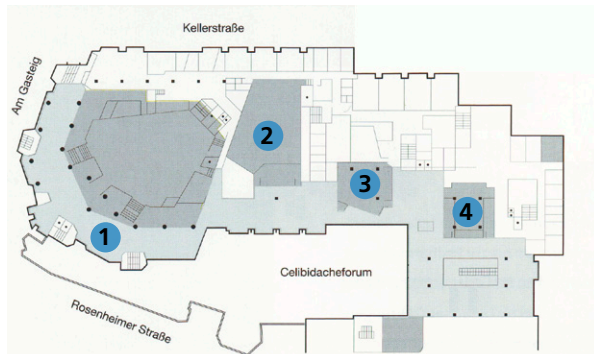 Kellerstraße
Am Gasteig
2
3
4
1
Celibidacheforum
Rosenheimer Straße